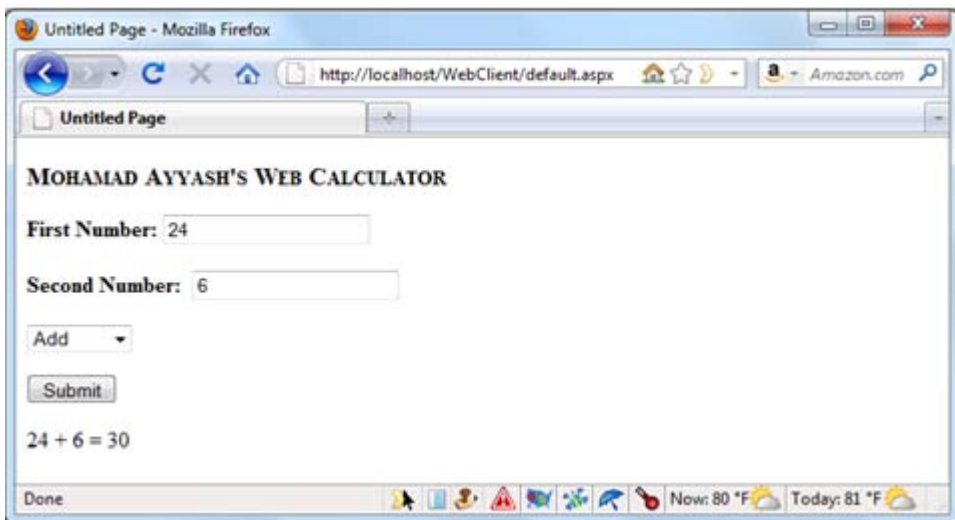 Untitled Page - Mozilla Firefox
http://localhost/WebClient/default.aspx
a
Amazon.com
Untitled Page
MOHAMAD AYYASH'S WEB CALCULATOR
First Number: 24
Second Number: 6
Add
Submit
24 + 6 = 30
Done
Now: 80 °F
Today: 81 °F